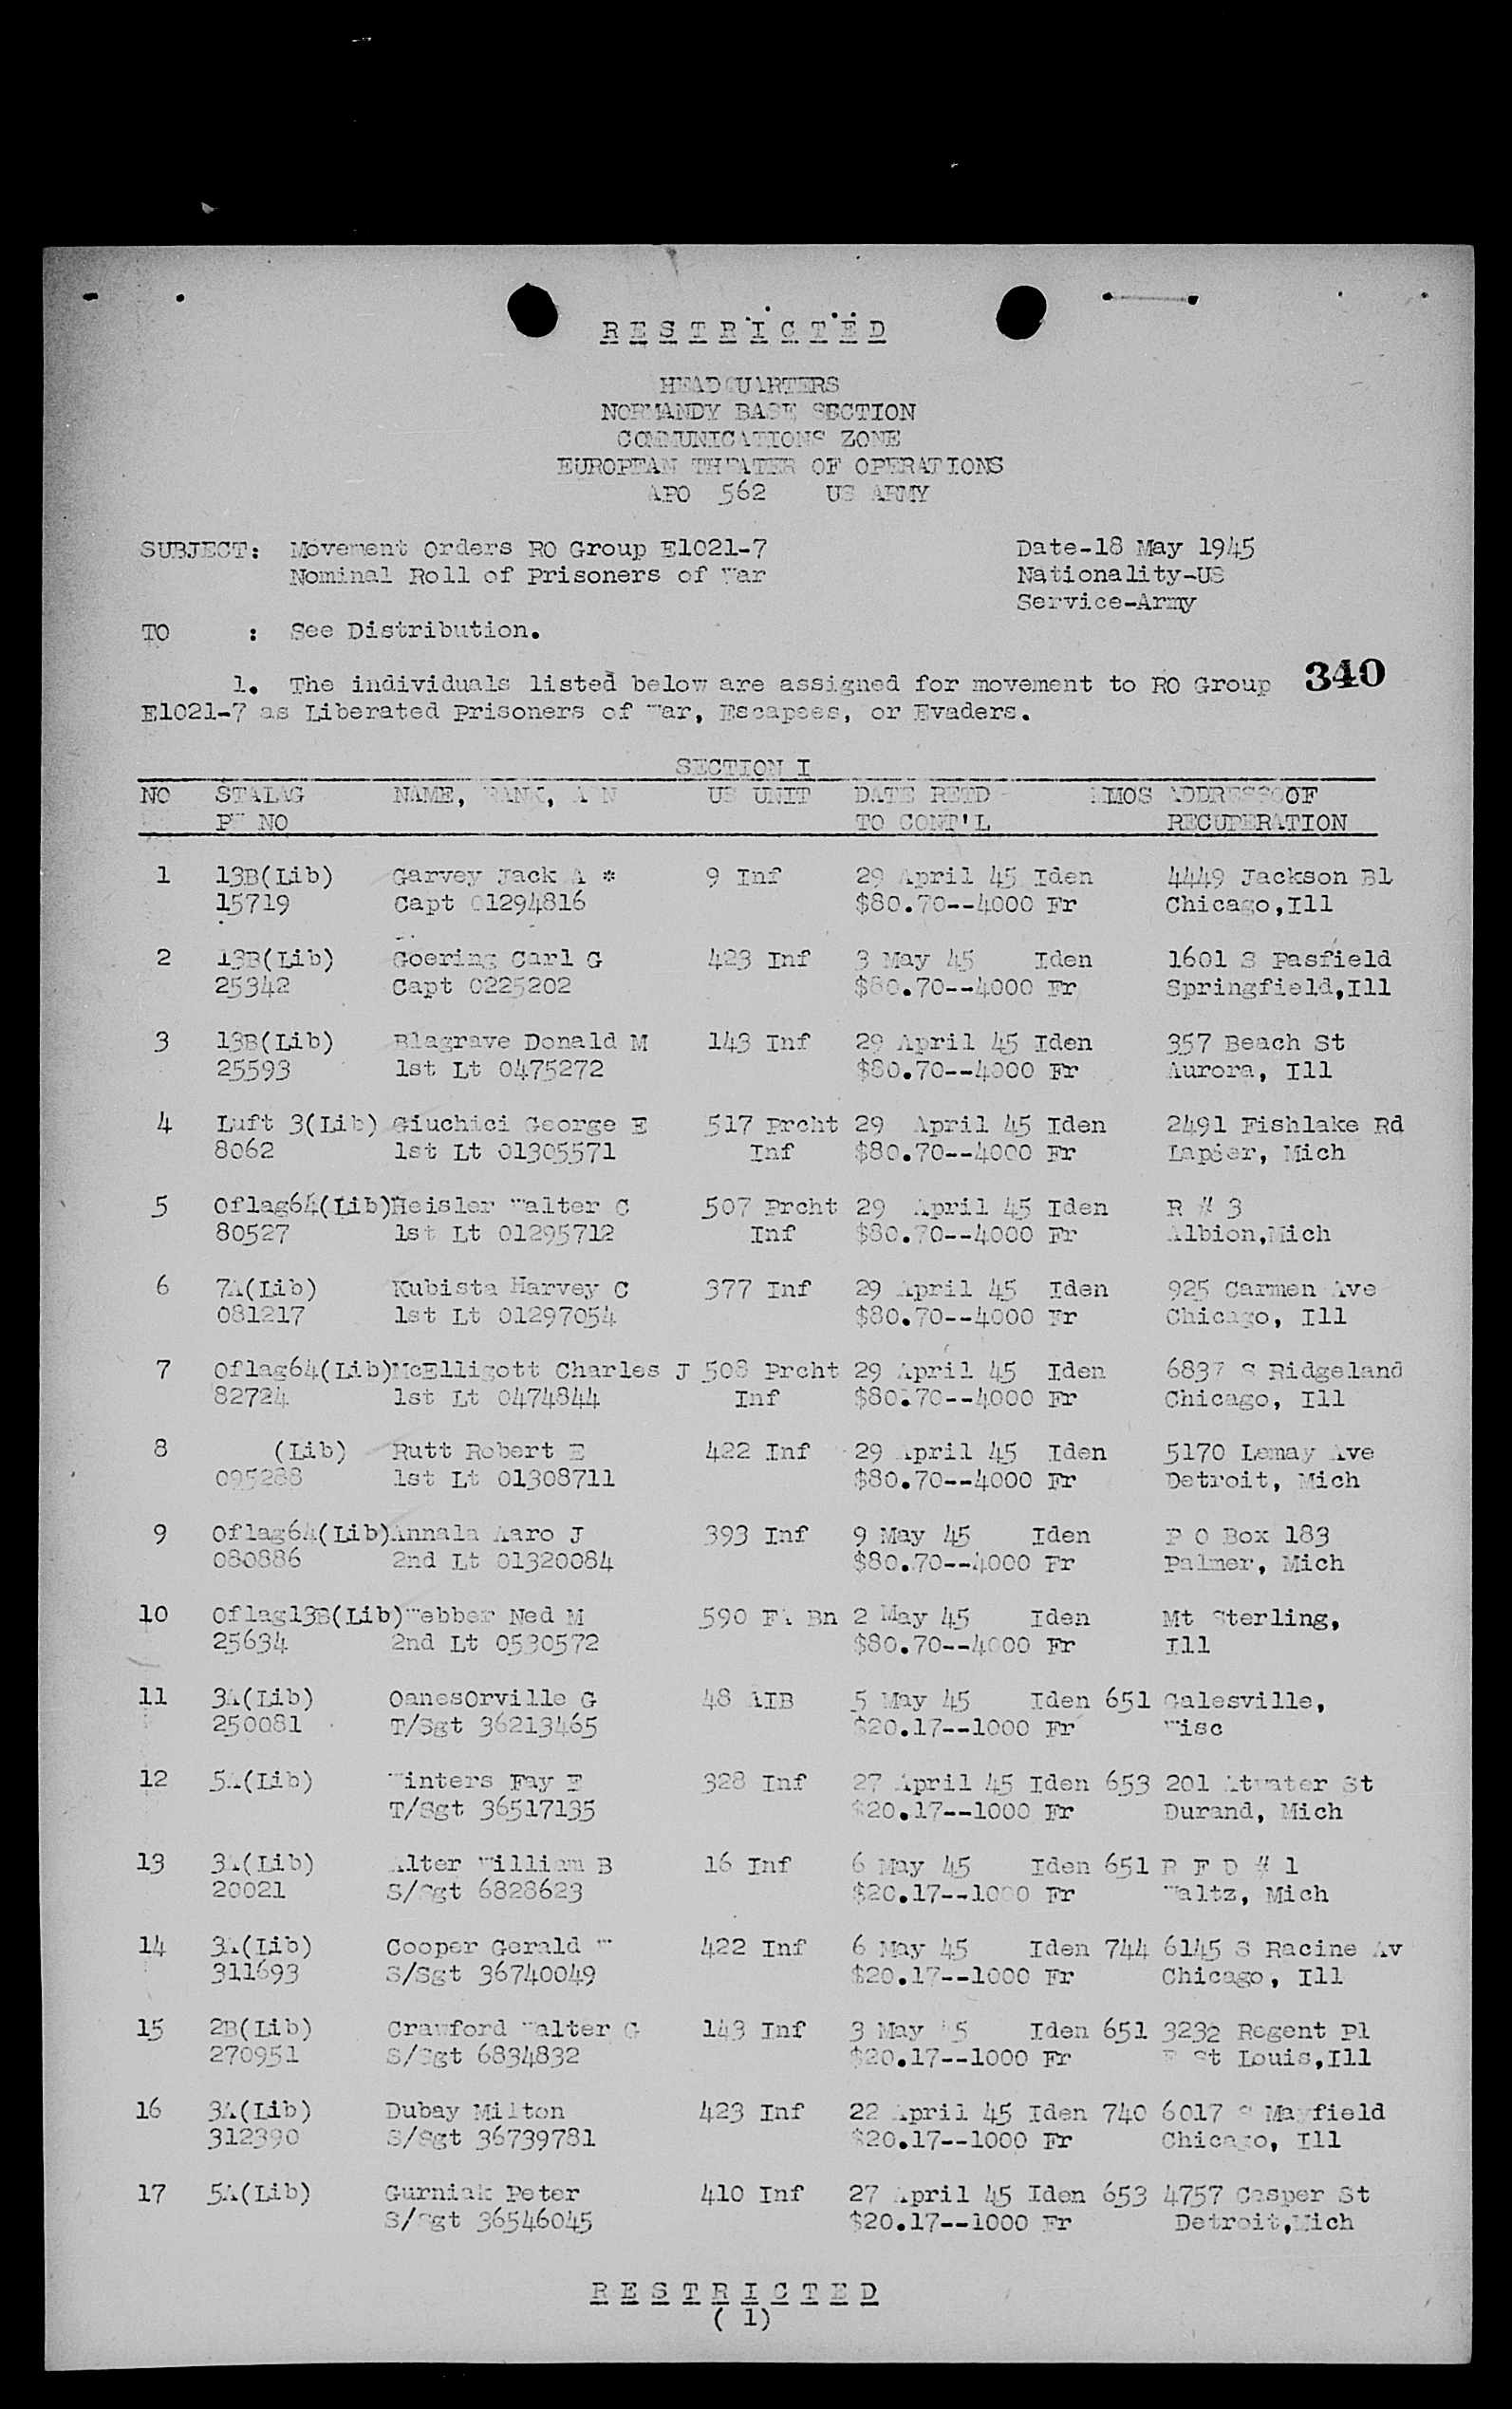 RESTRICTED
HEADQUARTERS
NORMANDY BASE SECTION
COMMUNICATIONS ZONE
EUROPEAN THEATER OF OPERATIONS
APO 562 US ARMY
SUBJECT: Movement Orders RO Group E1021-7 Date-18 May 1945
Nominal Roll of Prisoners of War Nationality-US
Service-Army
TO : See Distribution.
340
1. The individuals listed below are assigned for movement to RO Group
E1021-7 as Liberated Prisoners of War, Escapees, or Evaders.
SECTION I
NO STALAG NAME, RANK, A N US UNIT DATE RETD MOS ADDRESS OF
PW NO TO CONT'L RECUPERATION
1 13B(Lib) Garvey Jack A * 9 Inf 29 April 45 Iden 4449 Jackson Bl
15719 Capt 01294816 $80.70--4000 Fr Chicago,Ill
2 13B(Lib) Goering Carl G 423 Inf 3 May 45 Iden 1601 S Pasfield
25342 Capt 0225202 $80.70--4000 Fr Springfield,Ill
3 13B(Lib) Blagrave Donald M 143 Inf 29 April 45 Iden 357 Beach St
25593 1st Lt 0475272 $80.70--4000 Fr Aurora, Ill
4 Luft 3(Lib) Giuchici George E 517 Prcht 29 April 45 Iden 2491 Fishlake Rd
8062 1st Lt 01305571 Inf $80.70--4000 Fr Lapeer, Mich
5 Oflag64(Lib)Heisler Walter C 507 Prcht 29 April 45 Iden R # 3
80527 1st Lt 01295712 Inf $80.70--4000 Fr Albion,Mich
6 7A(Lib) Kubista Harvey C 377 Inf 29 April 45 Iden 925 Carmen Ave
081217 1st Lt 01297054 $80.70--4000 Fr Chicago, Ill
7 Oflag64(Lib)McElligott Charles J 508 Prcht 29 April 45 Iden 6837 S Ridgeland
82724 1st Lt 0474844 Inf $80.70--4000 Fr Chicago, Ill
8 (Lib) Rutt Robert E 422 Inf 29 April 45 Iden 5170 Lemay Ave
095288 1st Lt 01308711 $80.70--4000 Fr Detroit, Mich
9 Oflag64(Lib)Annala Aaro J 393 Inf 9 May 45 Iden P O Box 183
080886 2nd Lt 01320084 $80.70--4000 Fr Palmer, Mich
10 Oflag13B(Lib)Webber Ned M 590 FA Bn 2 May 45 Iden Mt Sterling,
25634 2nd Lt 0530572 $80.70--4000 Fr Ill
11 3A(Lib) OanesOrville G 48 AIB 5 May 45 Iden 651 Galesville,
250081 T/Sgt 36213465 $20.17--1000 Fr Wisc
12 5A(Lib) Winters Fay E 328 Inf 27 April 45 Iden 653 201 Atwater St
T/Sgt 36517135 $20.17--1000 Fr Durand, Mich
13 3A(Lib) Alter William B 16 Inf 6 May 45 Iden 651 R F D # 1
20021 S/Sgt 6828623 $20.17--1000 Fr Waltz, Mich
14 3A(Lib) Cooper Gerald W 422 Inf 6 May 45 Iden 744 6145 S Racine Av
311693 S/Sgt 36740049 $20.17--1000 Fr Chicago, Ill
15 2B(Lib) Crawford Walter G 143 Inf 3 May 45 Iden 651 3232 Regent Pl
270951 S/Sgt 6834832 $20.17--1000 Fr E St Louis,Ill
16 3A(Lib) Dubay Milton 423 Inf 22 April 45 Iden 740 6017 S Mayfield
312390 S/Sgt 36739781 $20.17--1000 Fr Chicago, Ill
17 5A(Lib) Gurniak Peter 410 Inf 27 April 45 Iden 653 4757 Casper St
S/Sgt 36546045 $20.17--1000 Fr Detroit,Mich
RESTRICTED
( 1)